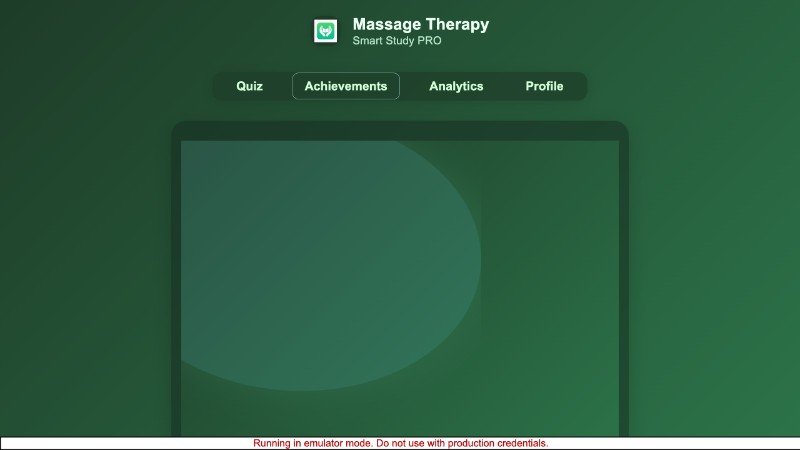 Massage Therapy
Smart Study PRO
Quiz
Achievements
Analytics
Profile
Running in emulator mode. Do not use with production credentials.